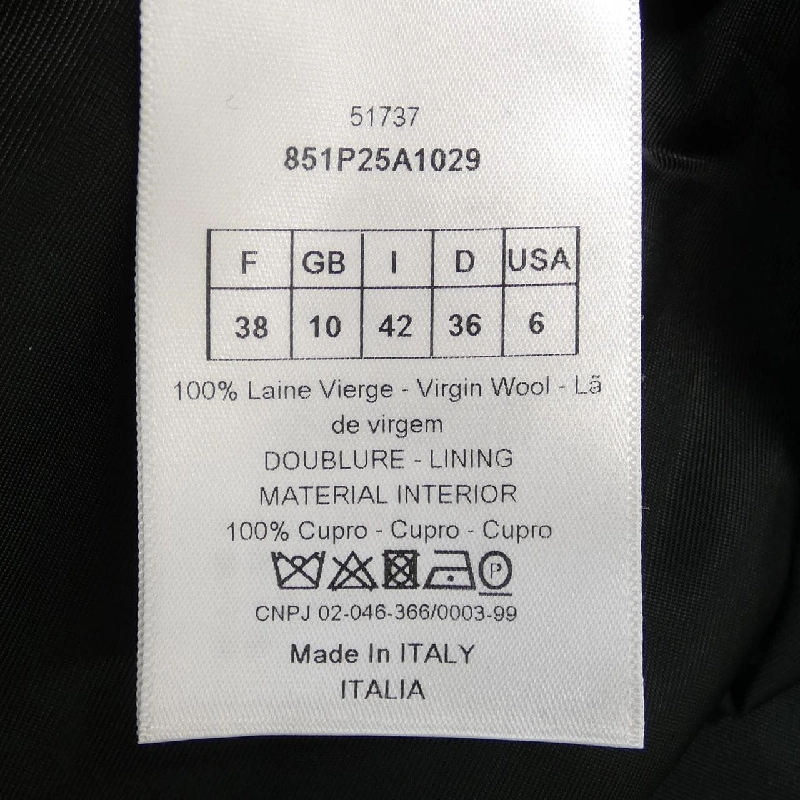 51737
851P25A1029
F GB I D USA
38 10 42 36 6
100% Laine Vierge - Virgin Wool - Lã
de virgem
DOUBLURE - LINING
MATERIAL INTERIOR
100% Cupro - Cupro - Cupro
P
CNPJ 02-046-366/0003-99
Made In ITALY
ITALIA